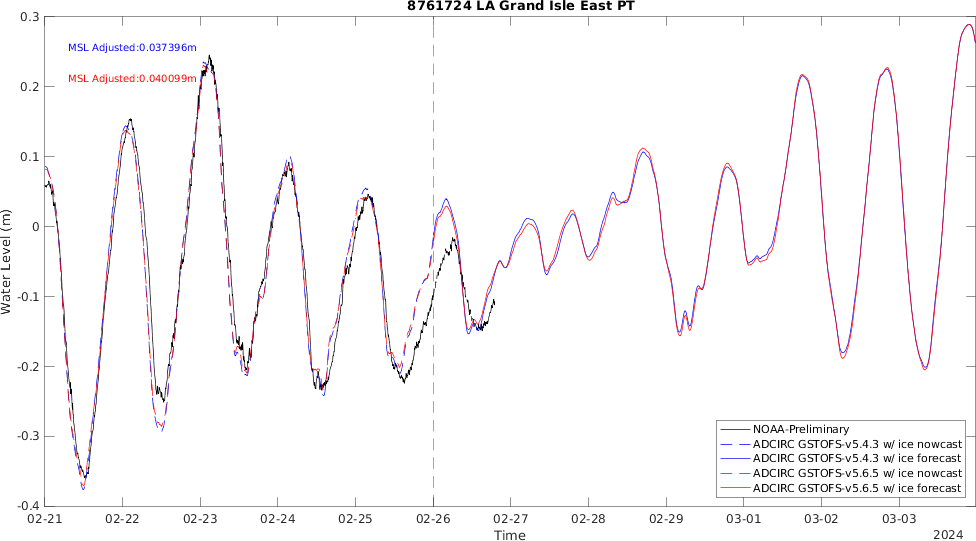 8761724 LA Grand Isle East PT
MSL Adjusted:0.037396m
MSL Adjusted:0.040099m
Water Level (m)
0.3
0.2
0.1
0
-0.1
-0.2
-0.3
-0.4
NOAA-Preliminary
ADCIRC GSTOFS-v5.4.3 w/ ice nowcast
ADCIRC GSTOFS-v5.4.3 w/ ice forecast
ADCIRC GSTOFS-v5.6.5 w/ ice nowcast
ADCIRC GSTOFS-v5.6.5 w/ ice forecast
02-21 02-22 02-23 02-24 02-25 02-26 02-27 02-28 02-29 03-01 03-02 03-03
Time
2024